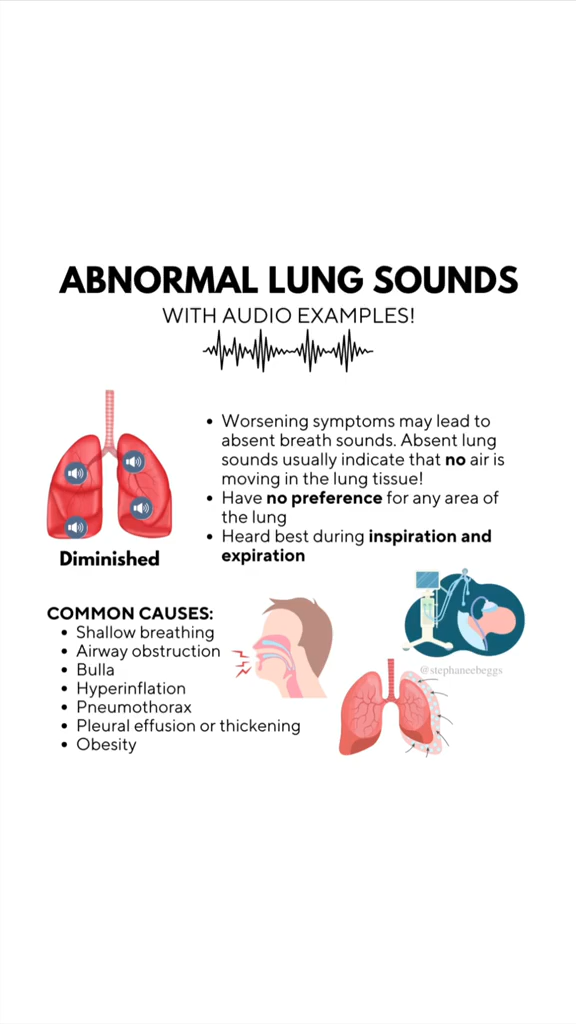 ABNORMAL LUNG SOUNDS
WITH AUDIO EXAMPLES!
• Worsening symptoms may lead to
absent breath sounds. Absent lung
sounds usually indicate that no air is
moving in the lung tissue!
• Have no preference for any area of
the lung
• Heard best during inspiration and
expiration
Diminished
COMMON CAUSES:
• Shallow breathing
• Airway obstruction
• Bulla
• Hyperinflation
• Pneumothorax
• Pleural effusion or thickening
• Obesity
@stephaneebeggs